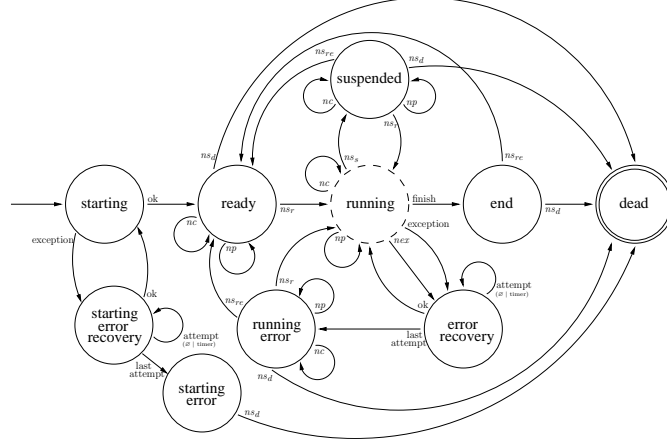 ns_re
ns_d
suspended
nc
np
ns_r
ns_d
ns_s
ns_re
nc
starting
ok
ready
ns_r
running
finish
end
ns_d
dead
exception
nc
np
np
nex
exception
ns_r
attempt
(∅ | timer)
ok
ns_re
np
ok
starting
error
recovery
attempt
(∅ | timer)
running
error
last
attempt
error
recovery
nc
last
attempt
starting
error
ns_d
ns_d